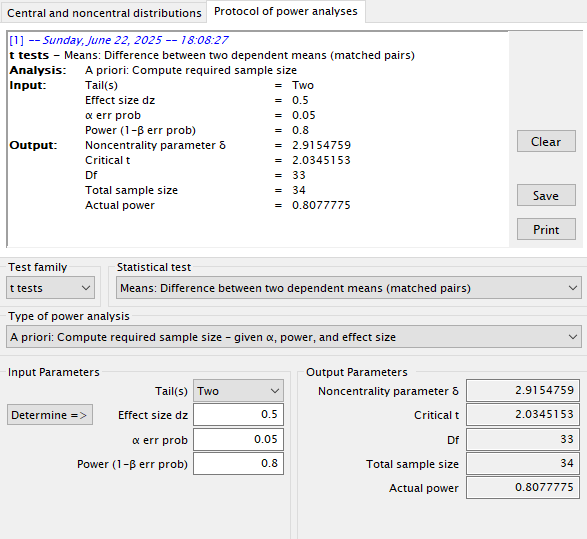 Central and noncentral distributions Protocol of power analyses
[1] -- Sunday, June 22, 2025 -- 18:08:27
t tests – Means: Difference between two dependent means (matched pairs)
Analysis: A priori: Compute required sample size
Input: Tail(s) = Two
Effect size dz = 0.5
α err prob = 0.05
Power (1-β err prob) = 0.8
Output: Noncentrality parameter δ = 2.9154759
Critical t = 2.0345153
Df = 33
Total sample size = 34
Actual power = 0.8077775
Clear
Save
Print
Test family Statistical test
t tests Means: Difference between two dependent means (matched pairs)
Type of power analysis
A priori: Compute required sample size – given α, power, and effect size
Input Parameters Output Parameters
Tail(s) Two Noncentrality parameter δ 2.9154759
Determine => Effect size dz 0.5 Critical t 2.0345153
α err prob 0.05 Df 33
Power (1-β err prob) 0.8 Total sample size 34
Actual power 0.8077775